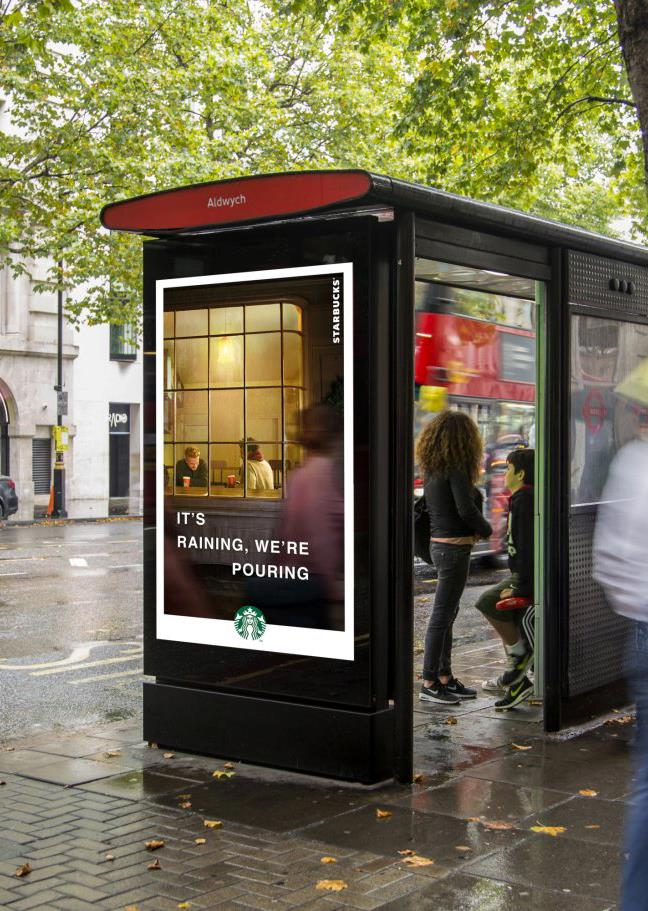 Aldwych
STARBUCKS
IT'S
RAINING, WE'RE
POURING